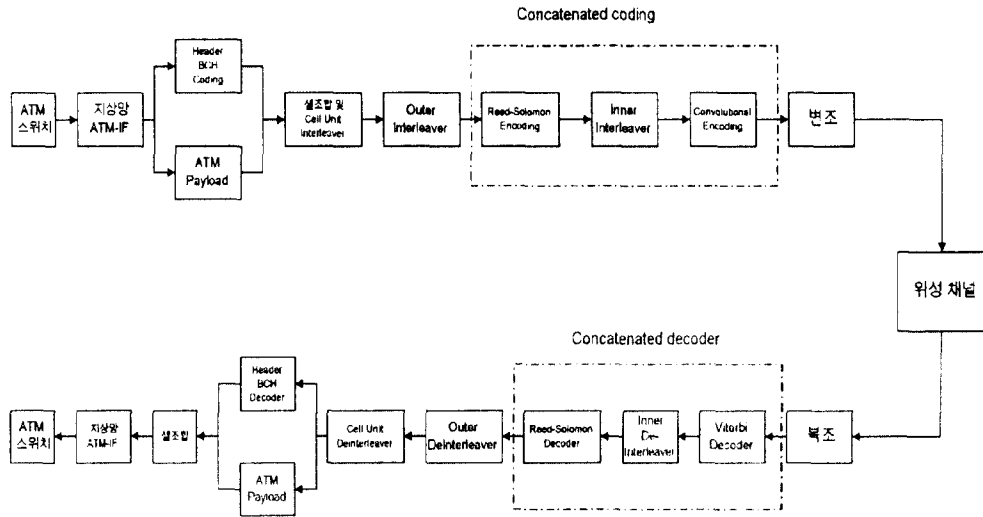 Concatenated coding
ATM
스위치
지상망
ATM-IF
Header
BCH
Coding
ATM
Payload
셀조합 및
Cell Unit
Interleaver
Outer
Interleaver
Reed-Solomon
Encoding
Inner
Interleaver
Convolutional
Encoding
변조
위성 채널
Concatenated decoder
ATM
스위치
지상망
ATM-IF
셀조합
Header
BCH
Decoder
ATM
Payload
Cell Unit
Deinterleaver
Outer
Deinterleaver
Reed-Solomon
Decoder
Inner
De-
Interleaver
Vitorbi
Decoder
복조